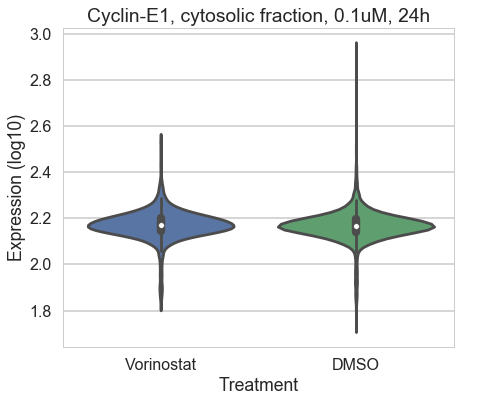 Cyclin-E1, cytosolic fraction, 0.1uM, 24h
Expression (log10)
3.0
2.8
2.6
2.4
2.2
2.0
1.8
Vorinostat
DMSO
Treatment